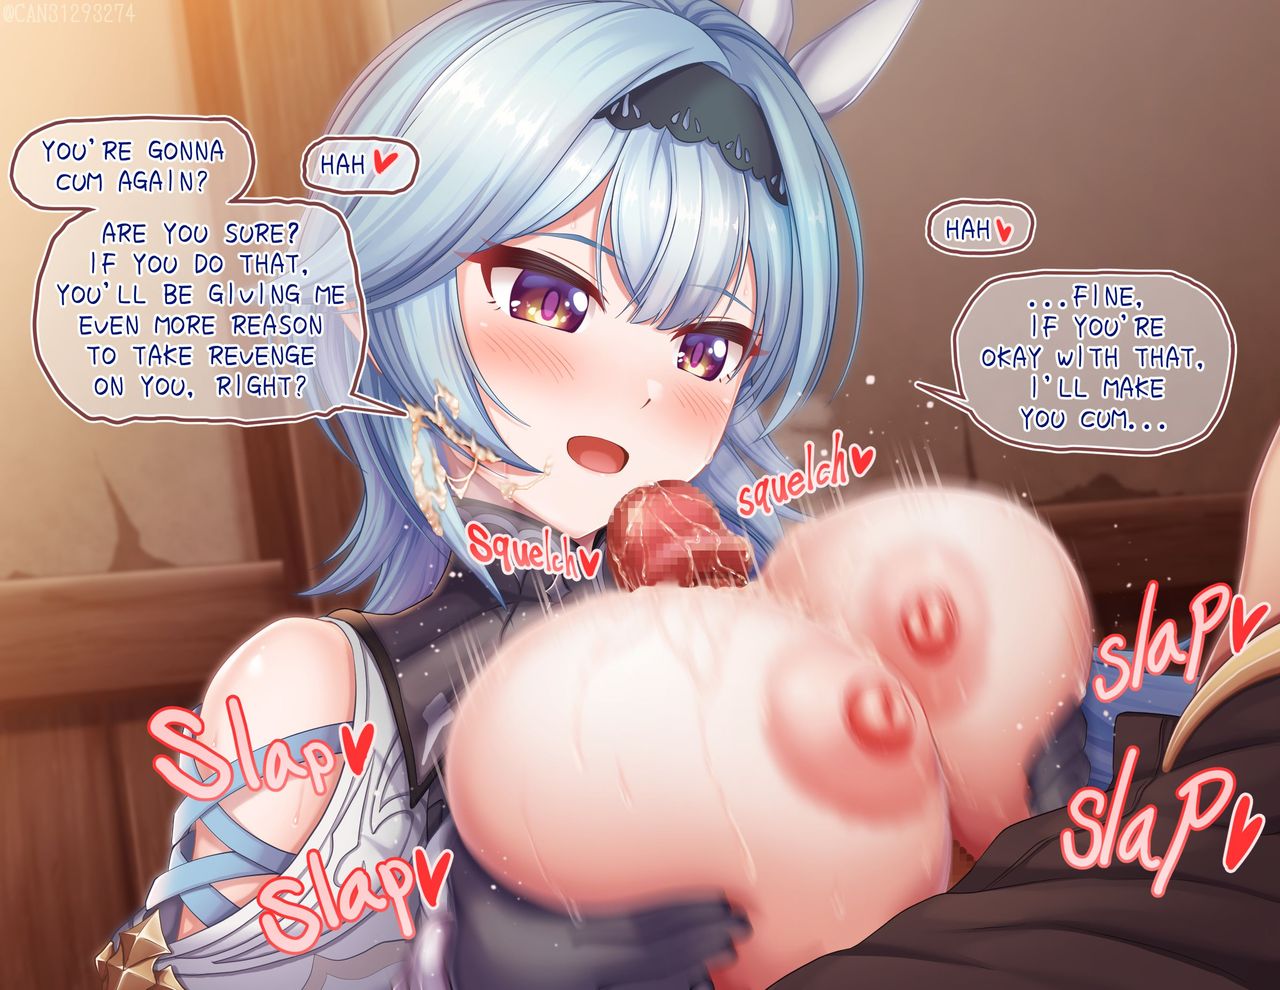 @CAN31293274
YOU'RE GONNA
CUM AGAIN?
ARE YOU SURE?
IF YOU DO THAT,
YOU'LL BE GIVING ME
EVEN MORE REASON
TO TAKE REVENGE
ON YOU, RIGHT?
HAH♥
HAH♥
...FINE,
IF YOU'RE
OKAY WITH THAT,
I'LL MAKE
YOU CUM...
squelch♥
squelch♥
slap♥
slap♥
slap♥
slap♥